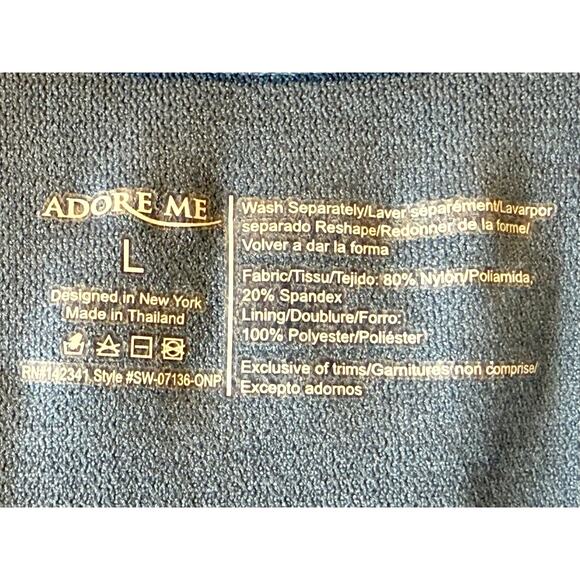 ADORE ME
L
Designed in New York
Made in Thailand
RN#142341, Style #SW-07136-ONP
Wash Separately/Laver séparément/Lavarpor
separado Reshape/Redonner de la forme/
Volver a dar la forma
Fabric/Tissu/Tejido: 80% Nylon/Poliamida,
20% Spandex
Lining/Doublure/Forro:
100% Polyester/Poliéster
Exclusive of trims/Garnitures non comprise/
Excepto adornos